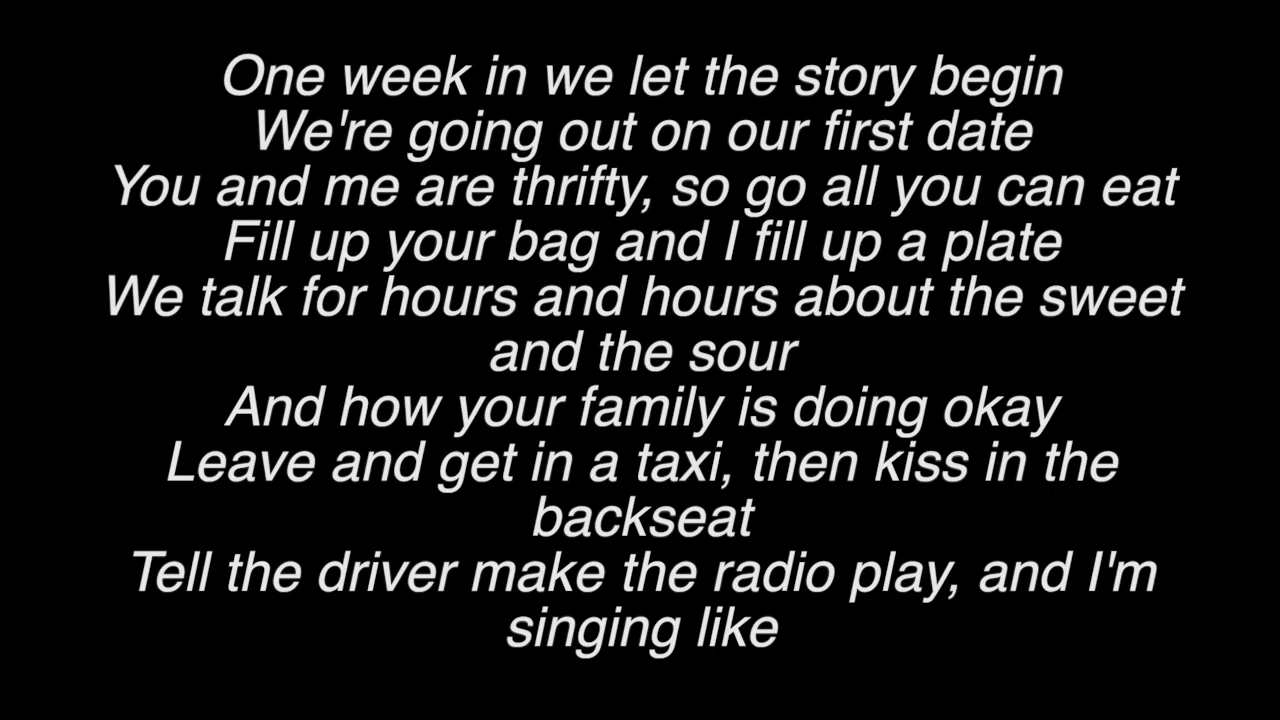 One week in we let the story begin
We're going out on our first date
You and me are thrifty, so go all you can eat
Fill up your bag and I fill up a plate
We talk for hours and hours about the sweet
and the sour
And how your family is doing okay
Leave and get in a taxi, then kiss in the
backseat
Tell the driver make the radio play, and I'm
singing like